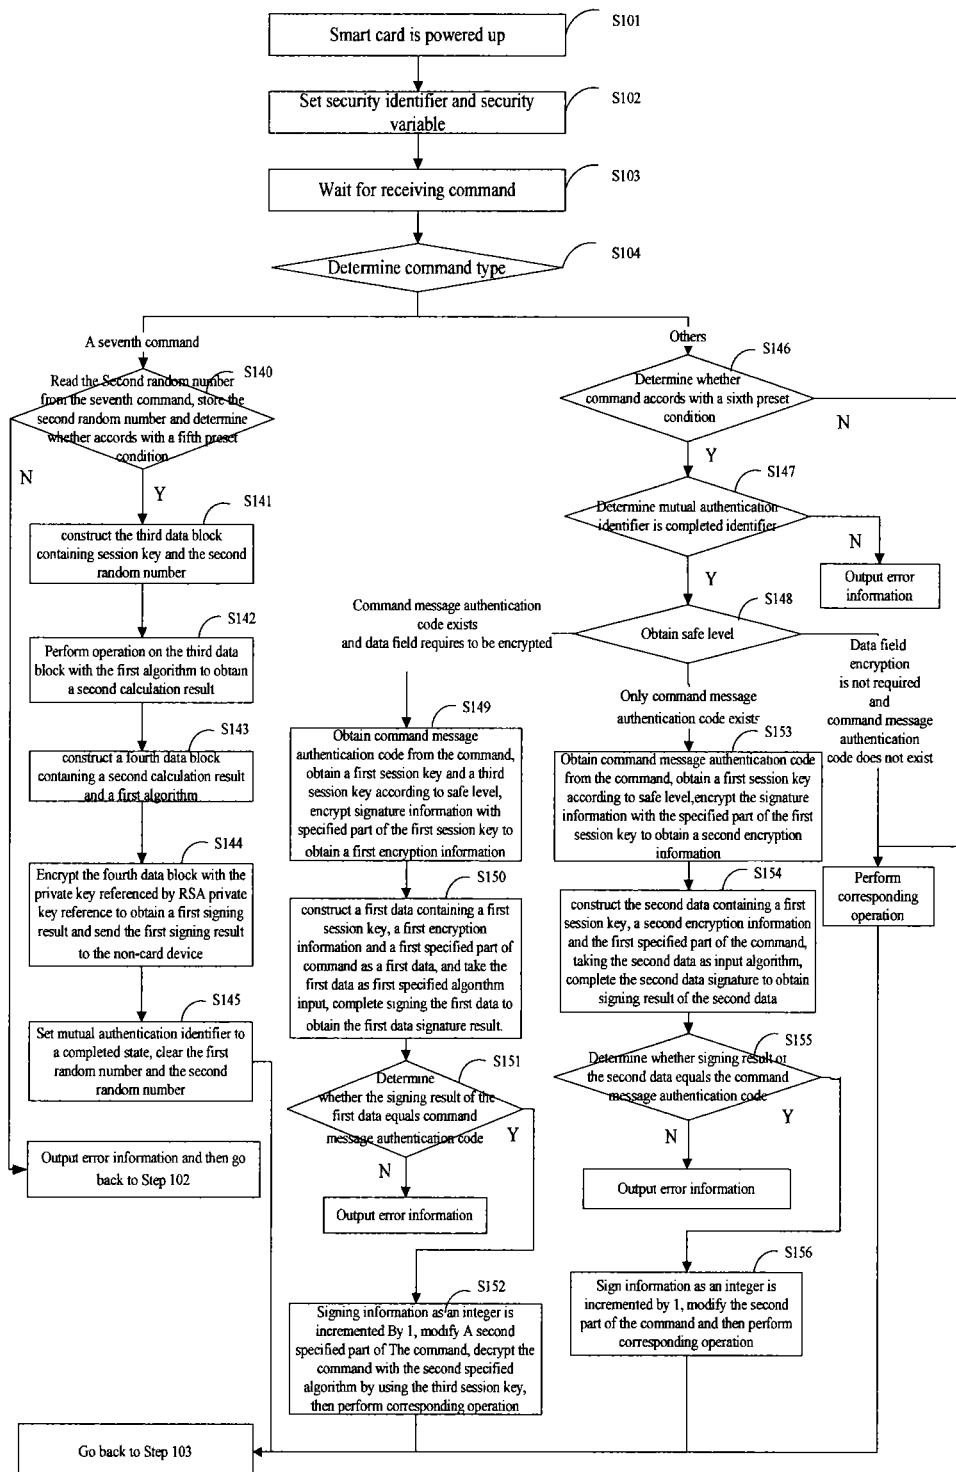 Smart card is powered up
S101
Set security identifier and security
variable
S102
Wait for receiving command
S103
Determine command type
S104
A seventh command
Others
Read the Second random number
from the seventh command, store the
second random number and determine
whether accords with a fifth preset
condition
S140
N
Y
construct the third data block
containing session key and the second
random number
S141
Perform operation on the third data
block with the first algorithm to obtain
a second calculation result
S142
construct a fourth data block
containing a second calculation result
and a first algorithm
S143
Encrypt the fourth data block with the
private key referenced by RSA private
key reference to obtain a first signing
result and send the first signing result
to the non-card device
S144
Set mutual authentication identifier to
a completed state, clear the first
random number and the second
random number
S145
Output error information and then go
back to Step 102
Determine whether
command accords with a sixth preset
condition
S146
N
Y
Determine mutual authentication
identifier is completed identifier
S147
N
Output error
information
Y
Obtain safe level
S148
Command message authentication
code exists
and data field requires to be encrypted
Only command message
authentication code exists
Data field
encryption
is not required
and
command message
authentication
code does not exist
Obtain command message
authentication code from the command,
obtain a first session key and a third
session key according to safe level,
encrypt signature information with
specified part of the first session key to
obtain a first encryption information
S149
construct a first data containing a first
session key, a first encryption
information and a first specified part of
command as a first data, and take the
first data as first specified algorithm
input, complete signing the first data to
obtain the first data signature result.
S150
Determine
whether the signing result of the
first data equals command
message authentication code
S151
Y
N
Output error information
Signing information as an integer is
incremented By 1, modify A second
specified part of The command, decrypt
the command with the second specified
algorithm by using the third session key,
then perform corresponding operation
S152
Obtain command message authentication code
from the command, obtain a first session key
according to safe level,encrypt the signature
information with the specified part of the first
session key to obtain a second encryption
information
S153
construct the second data containing a first
session key, a second encryption information
and the first specified part of the command,
taking the second data as input algorithm,
complete the second data signature to obtain
signing result of the second data
S154
Determine whether signing result of
the second data equals the command
message authentication code
S155
Y
N
Output error information
Sign information as an integer is
incremented by 1, modify the second
part of the command and then perform
corresponding operation
S156
Perform
corresponding
operation
Go back to Step 103